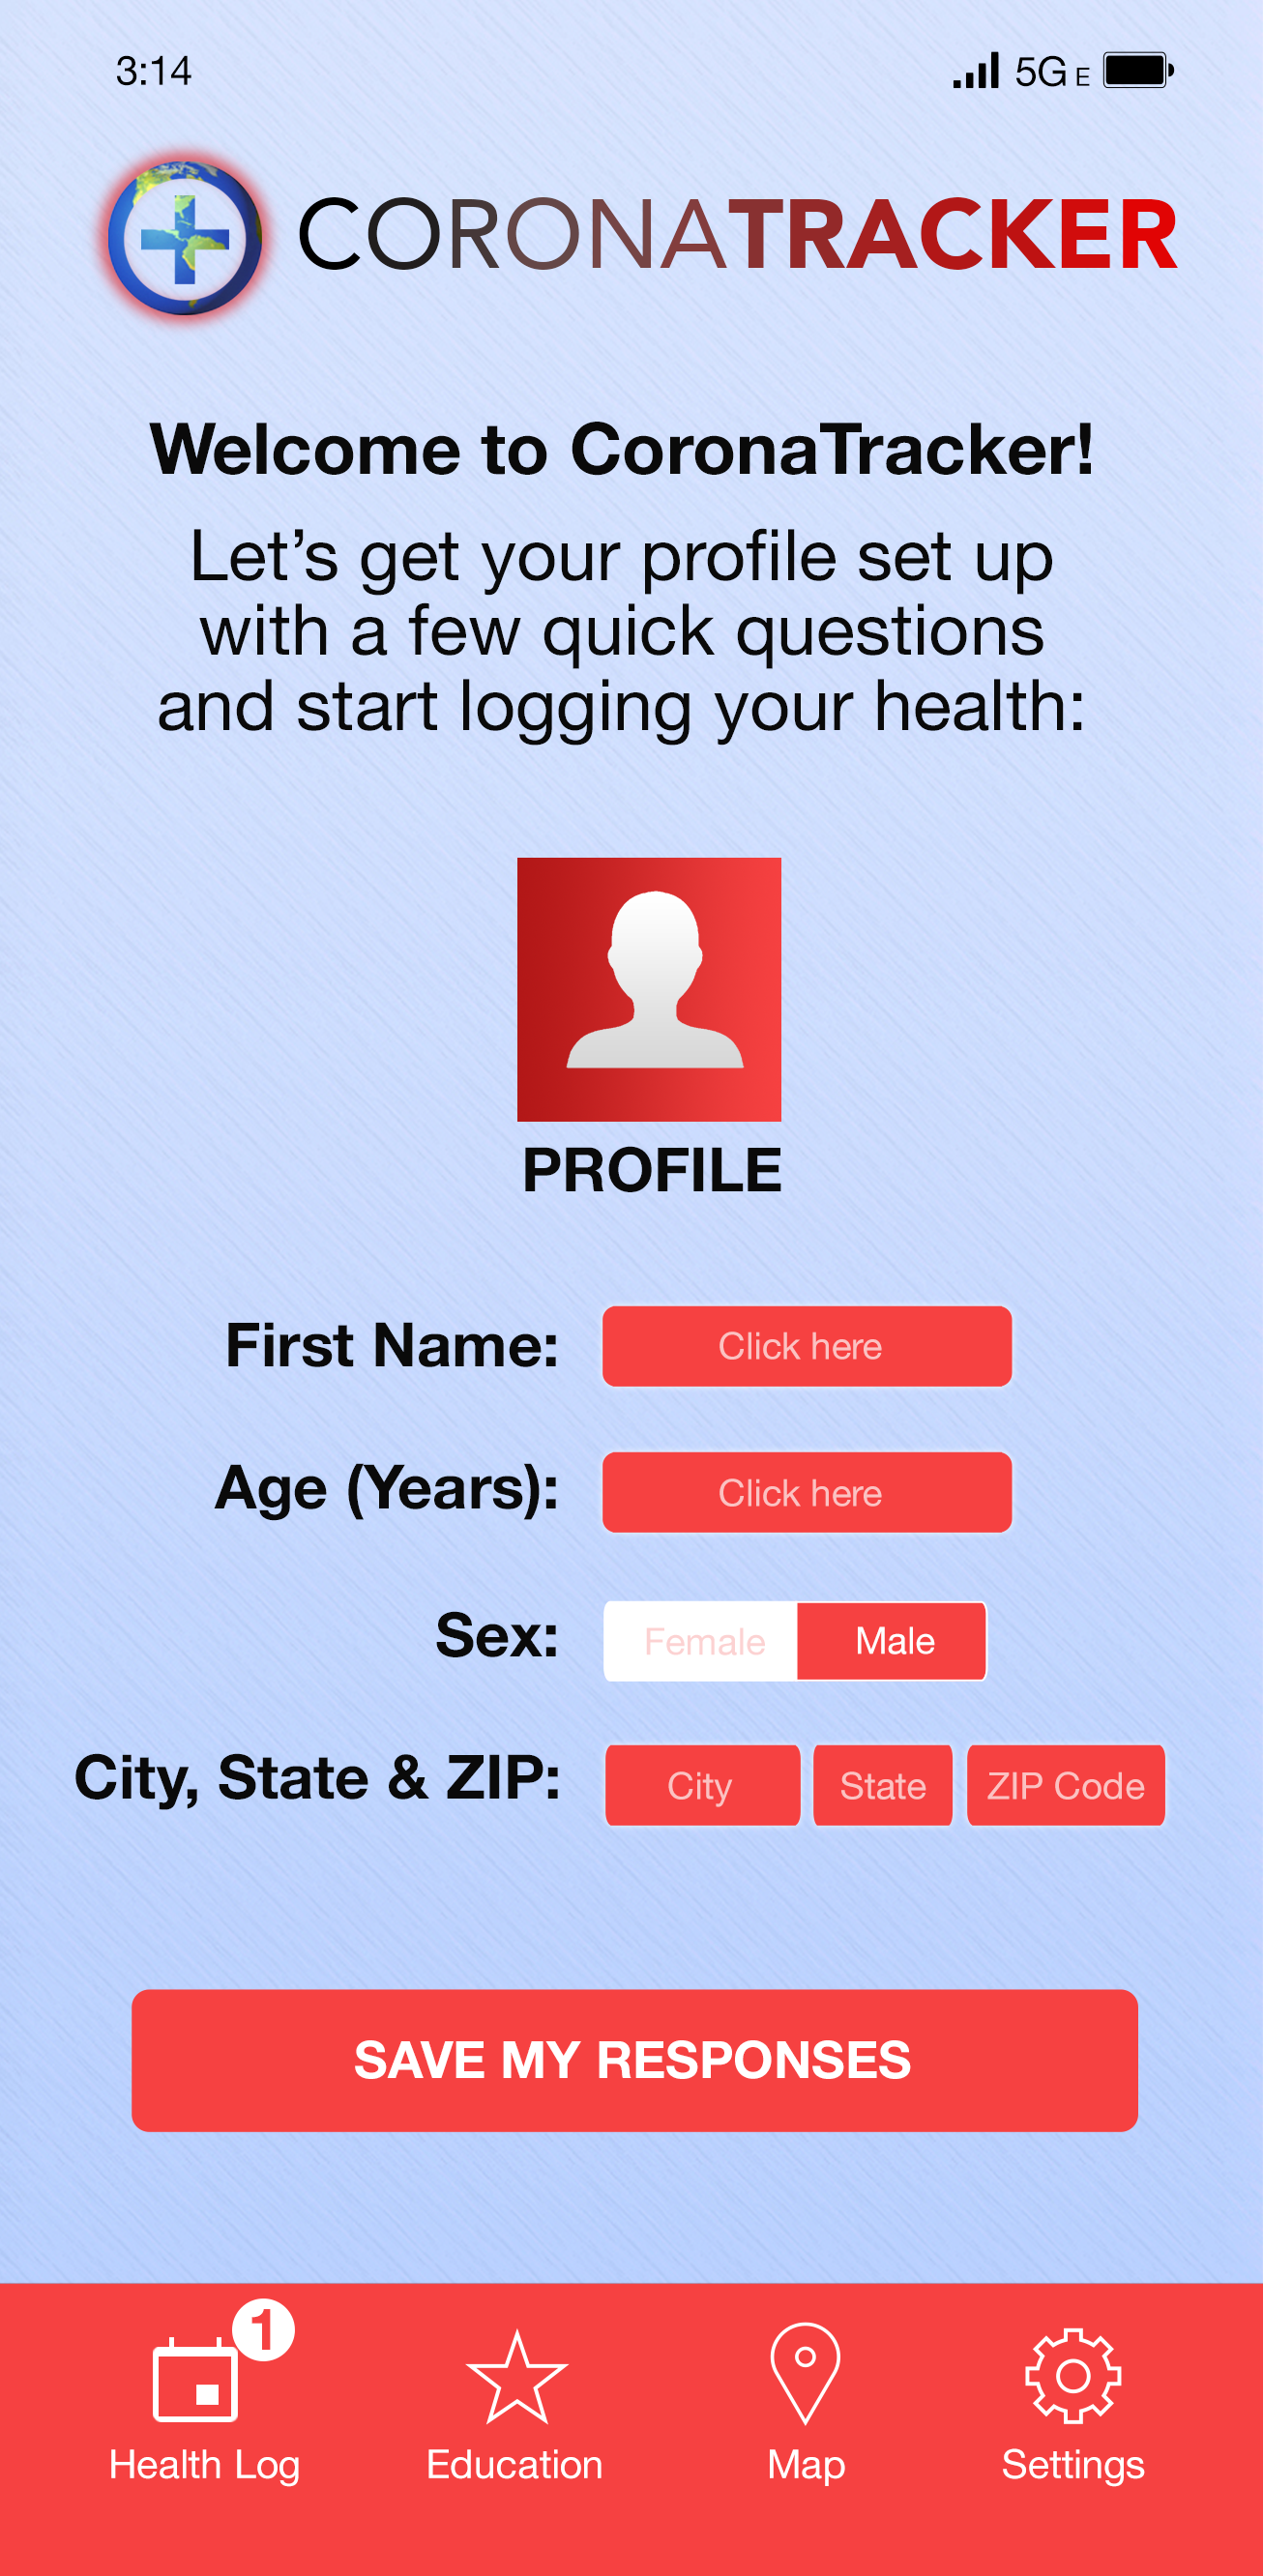 3:14
5G E
CORONATRACKER
Welcome to CoronaTracker!
Let’s get your profile set up
with a few quick questions
and start logging your health:
PROFILE
First Name: Click here
Age (Years): Click here
Sex: Female Male
City, State & ZIP: City State ZIP Code
SAVE MY RESPONSES
1
Health Log Education Map Settings